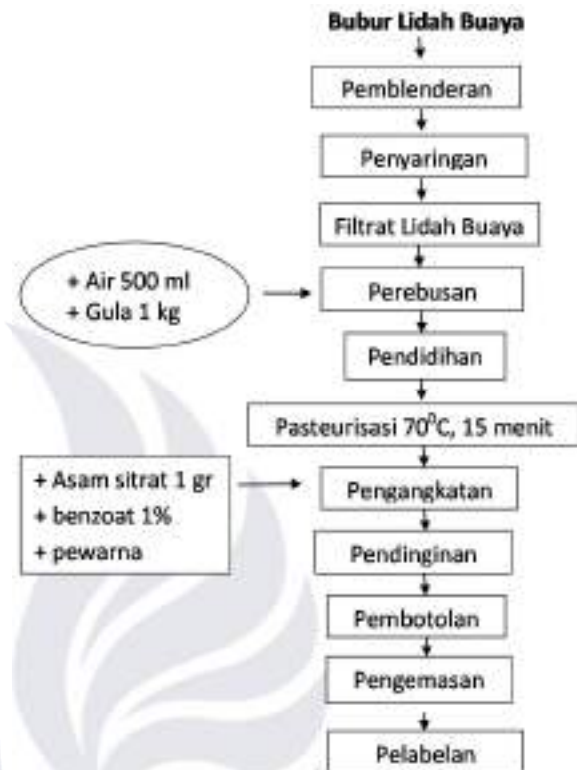 Bubur Lidah Buaya
Pemblenderan
Penyaringan
Filtrat Lidah Buaya
+ Air 500 ml
+ Gula 1 kg
Perebusan
Pendidihan
Pasteurisasi 70⁰C, 15 menit
+ Asam sitrat 1 gr
+ benzoat 1%
+ pewarna
Pengangkatan
Pendinginan
Pembotolan
Pengemasan
Pelabelan